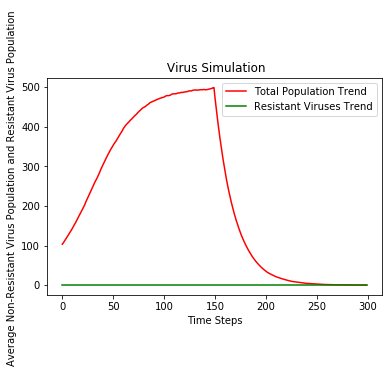 Virus Simulation
Average Non-Resistant Virus Population and Resistant Virus Population
500
400
300
200
100
0
Total Population Trend
Resistant Viruses Trend
0 50 100 150 200 250 300
Time Steps